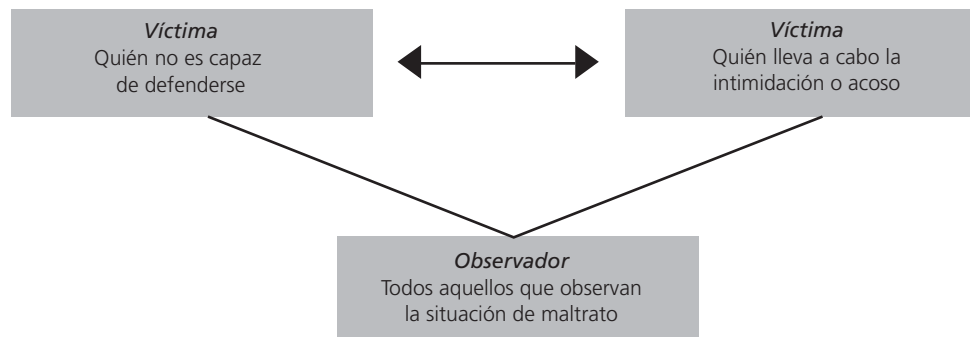 Víctima
Quién no es capaz
de defenderse
Víctima
Quién lleva a cabo la
intimidación o acoso
Observador
Todos aquellos que observan
la situación de maltrato